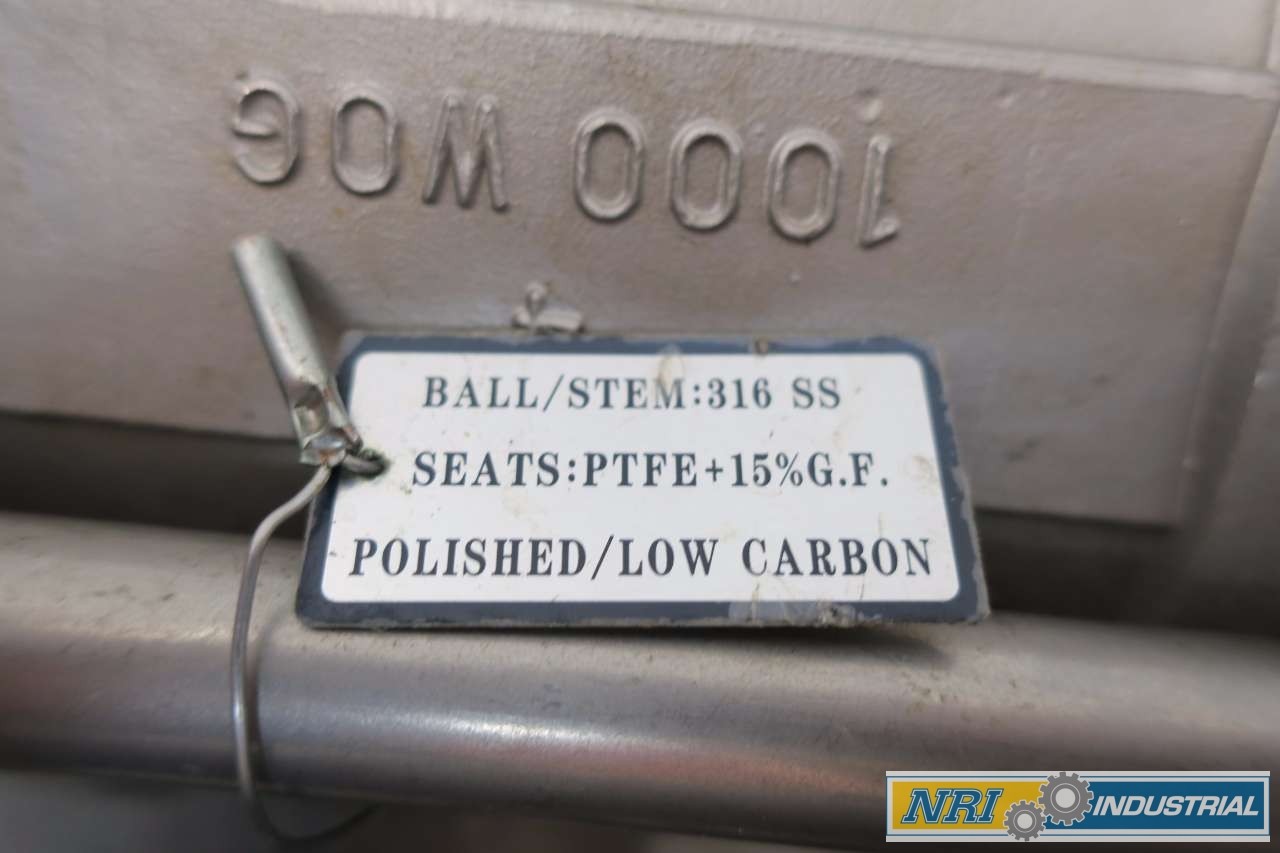 1000 WOG
BALL/STEM:316 SS
SEATS:PTFE+15%G.F.
POLISHED/LOW CARBON
NRI INDUSTRIAL